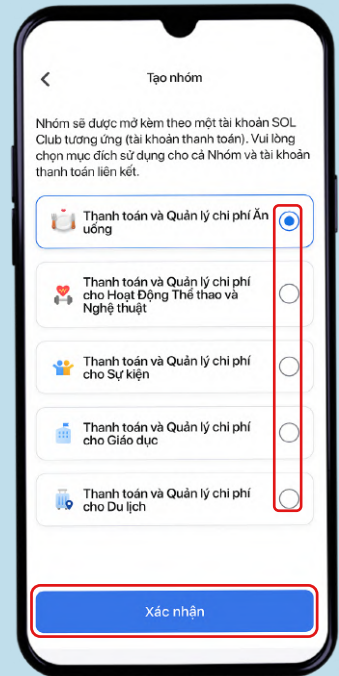 Tạo nhóm
Nhóm sẽ được mở kèm theo một tài khoản SOL
Club tương ứng (tài khoản thanh toán). Vui lòng
chọn mục đích sử dụng cho cả Nhóm và tài khoản
thanh toán liên kết.
Thanh toán và Quản lý chi phí Ăn
uống
Thanh toán và Quản lý chi phí
cho Hoạt Động Thể thao và
Nghệ thuật
Thanh toán và Quản lý chi phí
cho Sự kiện
Thanh toán và Quản lý chi phí
cho Giáo dục
Thanh toán và Quản lý chi phí
cho Du lịch
Xác nhận